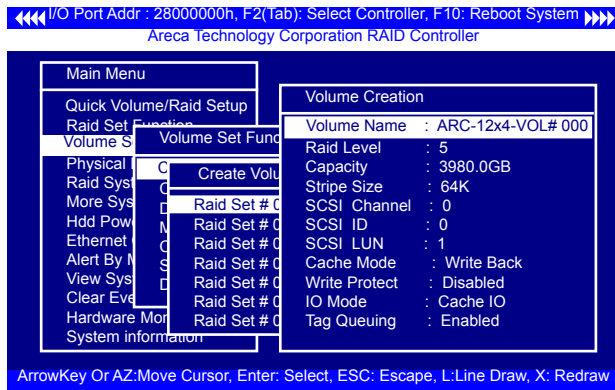 I/O Port Addr : 28000000h, F2(Tab): Select Controller, F10: Reboot System
Areca Technology Corporation RAID Controller
Main Menu
Quick Volume/Raid Setup
Raid Set Function
Volume S
Physical
Raid Syst
More Sys
Hdd Pow
Ethernet
Alert By
View Sys
Clear Eve
Hardware Mor
System information
Volume Set Func
Create Volu
Raid Set # 0
Raid Set # 0
Raid Set # 0
Raid Set # 0
Raid Set # 0
Raid Set # 0
Raid Set # 0
Volume Creation
Volume Name : ARC-12x4-VOL# 000
Raid Level : 5
Capacity : 3980.0GB
Stripe Size : 64K
SCSI Channel : 0
SCSI ID : 0
SCSI LUN : 1
Cache Mode : Write Back
Write Protect : Disabled
IO Mode : Cache IO
Tag Queuing : Enabled
ArrowKey Or AZ:Move Cursor, Enter: Select, ESC: Escape, L:Line Draw, X: Redraw